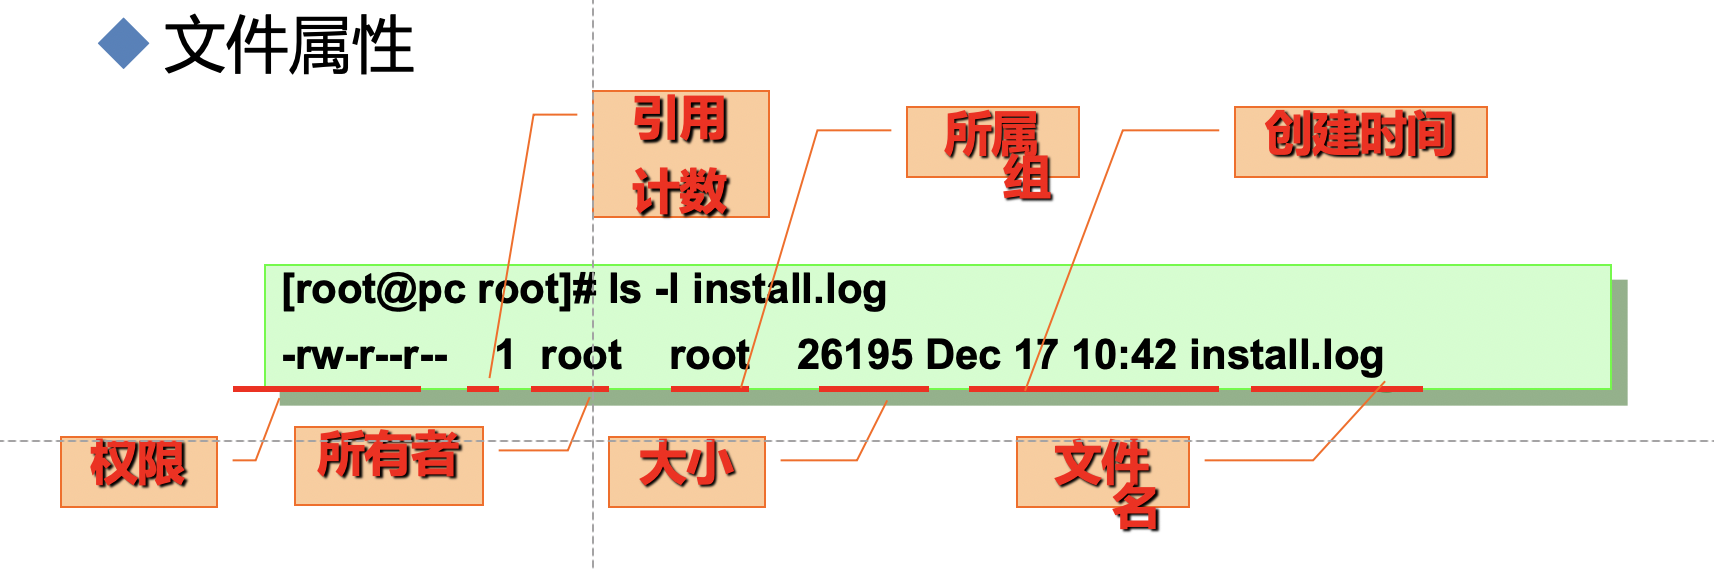 文件属性
引用
计数
所属
组
创建时间
[root@pc root]# ls -l install.log
-rw-r--r-- 1 root root 26195 Dec 17 10:42 install.log
权限
所有者
大小
文件
名